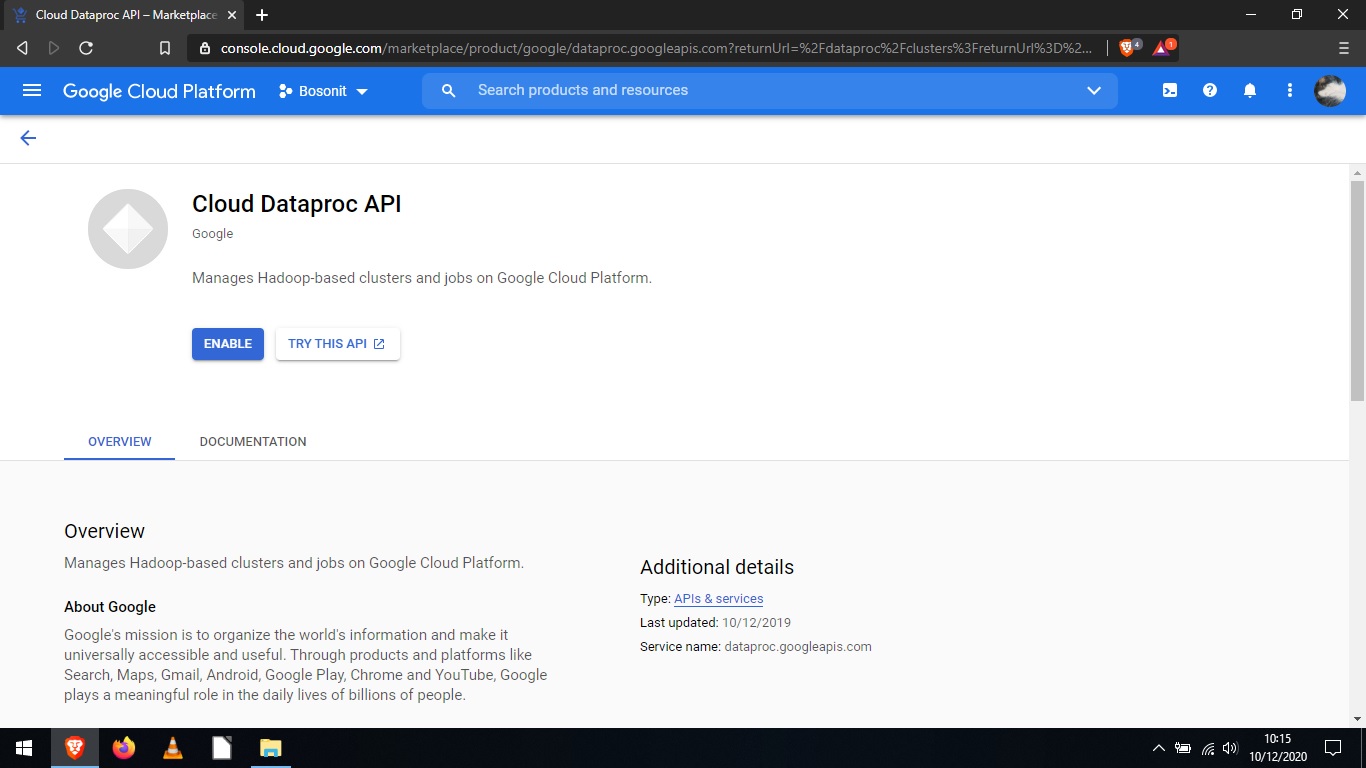 Cloud Dataproc API – Marketplace
console.cloud.google.com/marketplace/product/google/dataproc.googleapis.com?returnUrl=%2Fdataproc%2Fclusters%3FreturnUrl%3D%2...
4
1
Google Cloud Platform
Bosonit
Search products and resources
Cloud Dataproc API
Google
Manages Hadoop-based clusters and jobs on Google Cloud Platform.
ENABLE
TRY THIS API
OVERVIEW
DOCUMENTATION
Overview
Manages Hadoop-based clusters and jobs on Google Cloud Platform.
About Google
Google's mission is to organize the world's information and make it
universally accessible and useful. Through products and platforms like
Search, Maps, Gmail, Android, Google Play, Chrome and YouTube, Google
plays a meaningful role in the daily lives of billions of people.
Additional details
Type: APIs & services
Last updated: 10/12/2019
Service name: dataproc.googleapis.com
10:15
10/12/2020